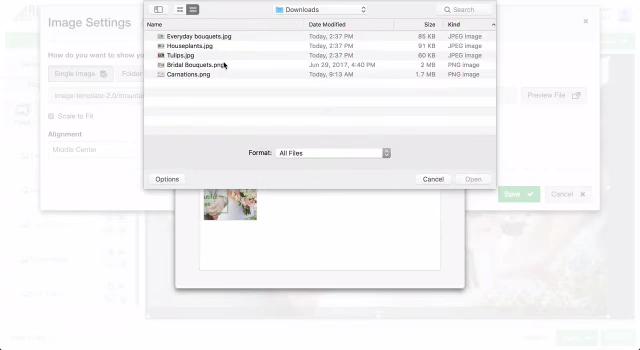 Image Settings
Downloads
Search
Name Date Modified Size Kind
Everyday bouquets.jpg Today, 2:37 PM 85 KB JPEG image
Houseplants.jpg Today, 2:37 PM 91 KB JPEG image
Tulips.jpg Today, 2:37 PM 60 KB JPEG image
Bridal Bouquets.png Jun 29, 2017, 4:40 PM 2 MB PNG image
Carnations.png Today, 9:13 AM 1.7 MB PNG image
How do you want to show you
Single Image Folder
image-template-2.0/mountai
Preview File
Scale to Fit
Alignment
Middle Center
Format: All Files
Options Cancel Open
Save Cancel